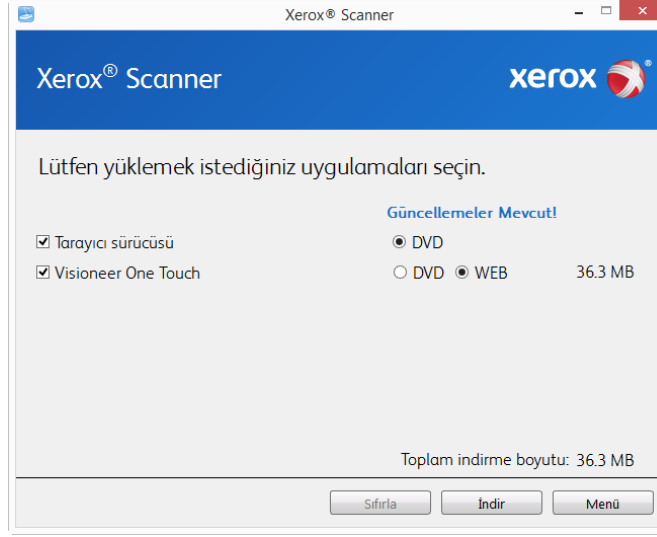 Xerox® Scanner
Xerox® Scanner
xerox
Lütfen yüklemek istediğiniz uygulamaları seçin.
Güncellemeler Mevcut!
Tarayıcı sürücüsü DVD
Visioneer One Touch DVD WEB 36.3 MB
Toplam indirme boyutu: 36.3 MB
Sıfırla İndir Menü